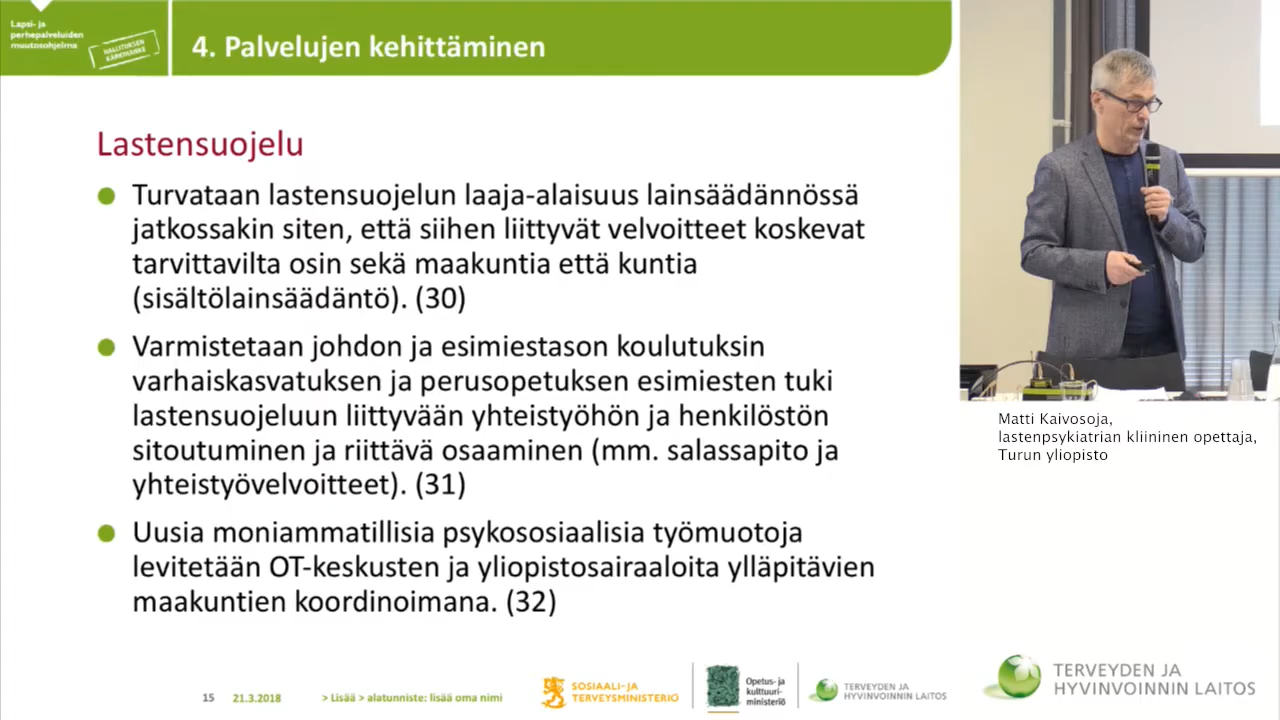 Lapsi- ja
perhepalveluiden
muutosohjelma
HALLITUKSEN
KÄRKIHANKE
4. Palvelujen kehittäminen
Lastensuojelu
Turvataan lastensuojelun laaja-alaisuus lainsäädännössä
jatkossakin siten, että siihen liittyvät velvoitteet koskevat
tarvittavilta osin sekä maakuntia että kuntia
(sisältölainsäädäntö). (30)
Varmistetaan johdon ja esimiestason koulutuksin
varhaiskasvatuksen ja perusopetuksen esimiesten tuki
lastensuojeluun liittyvään yhteistyöhön ja henkilöstön
sitoutuminen ja riittävä osaaminen (mm. salassapito ja
yhteistyövelvoitteet). (31)
Uusia moniammatillisia psykososiaalisia työmuotoja
levitetään OT-keskusten ja yliopistosairaaloita ylläpitävien
maakuntien koordinoimana. (32)
Matti Kaivosoja,
lastenpsykiatrian kliininen opettaja,
Turun yliopisto
15 21.3.2018 > Lisää > alatunniste: lisää oma nimi
SOSIAALI- JA
TERVEYSMINISTERIÖ
Opetus- ja
kulttuuri-
ministeriö
TERVEYDEN JA
HYVINVOINNIN LAITOS
TERVEYDEN JA
HYVINVOINNIN LAITOS